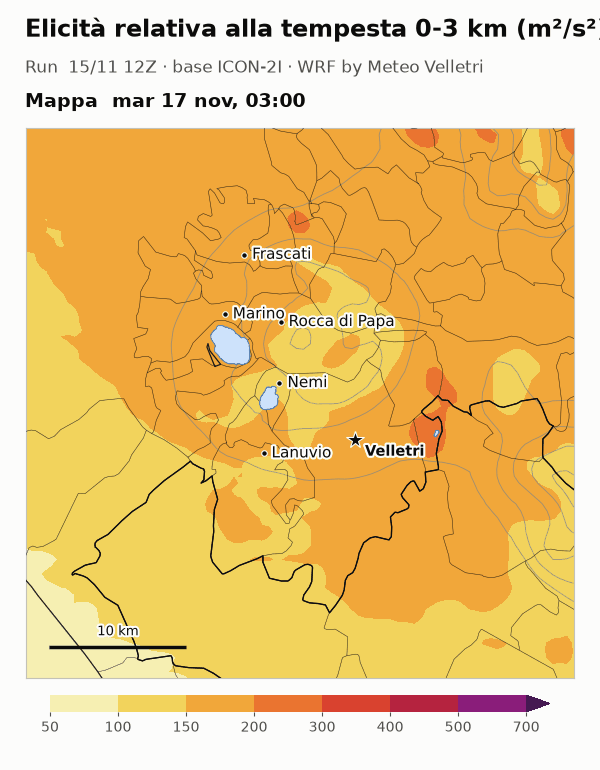 Elicità relativa alla tempesta 0-3 km (m²/s²)
Run 15/11 12Z · base ICON-2I · WRF by Meteo Velletri
Mappa mar 17 nov, 03:00
Frascati
Marino
Rocca di Papa
Nemi
Velletri
Lanuvio
10 km
50 100 150 200 300 400 500 700